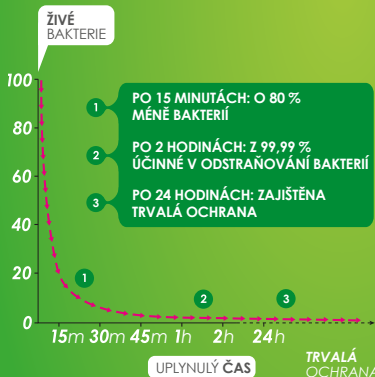 ŽIVÉ
BAKTERIE
100
80
60
40
20
0
1
PO 15 MINUTÁCH: O 80 %
MÉNĚ BAKTERIÍ
2
PO 2 HODINÁCH: Z 99,99 %
ÚČINNÉ V ODSTRAŇOVÁNÍ BAKTERIÍ
3
PO 24 HODINÁCH: ZAJIŠTĚNA
TRVALÁ OCHRANA
1
2
3
15m 30m 45m 1h 2h 24h
UPLYNULÝ ČAS
TRVALÁ
OCHRANA